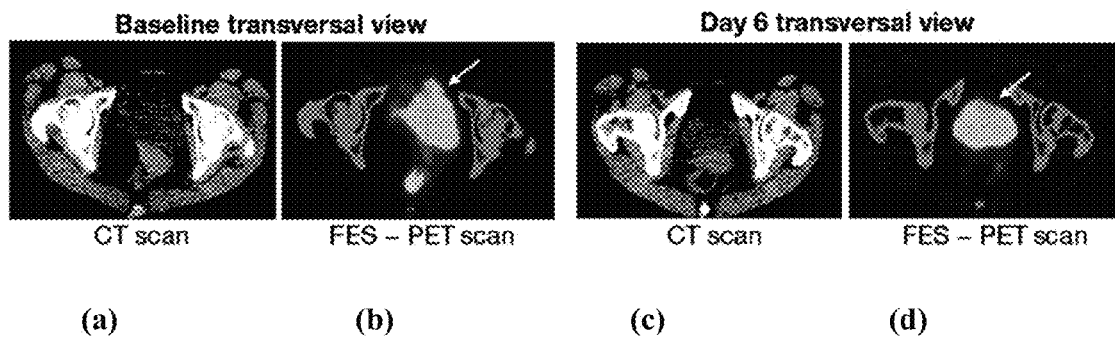 Baseline transversal view
Day 6 transversal view
CT scan
FES – PET scan
CT scan
FES – PET scan
(a)
(b)
(c)
(d)